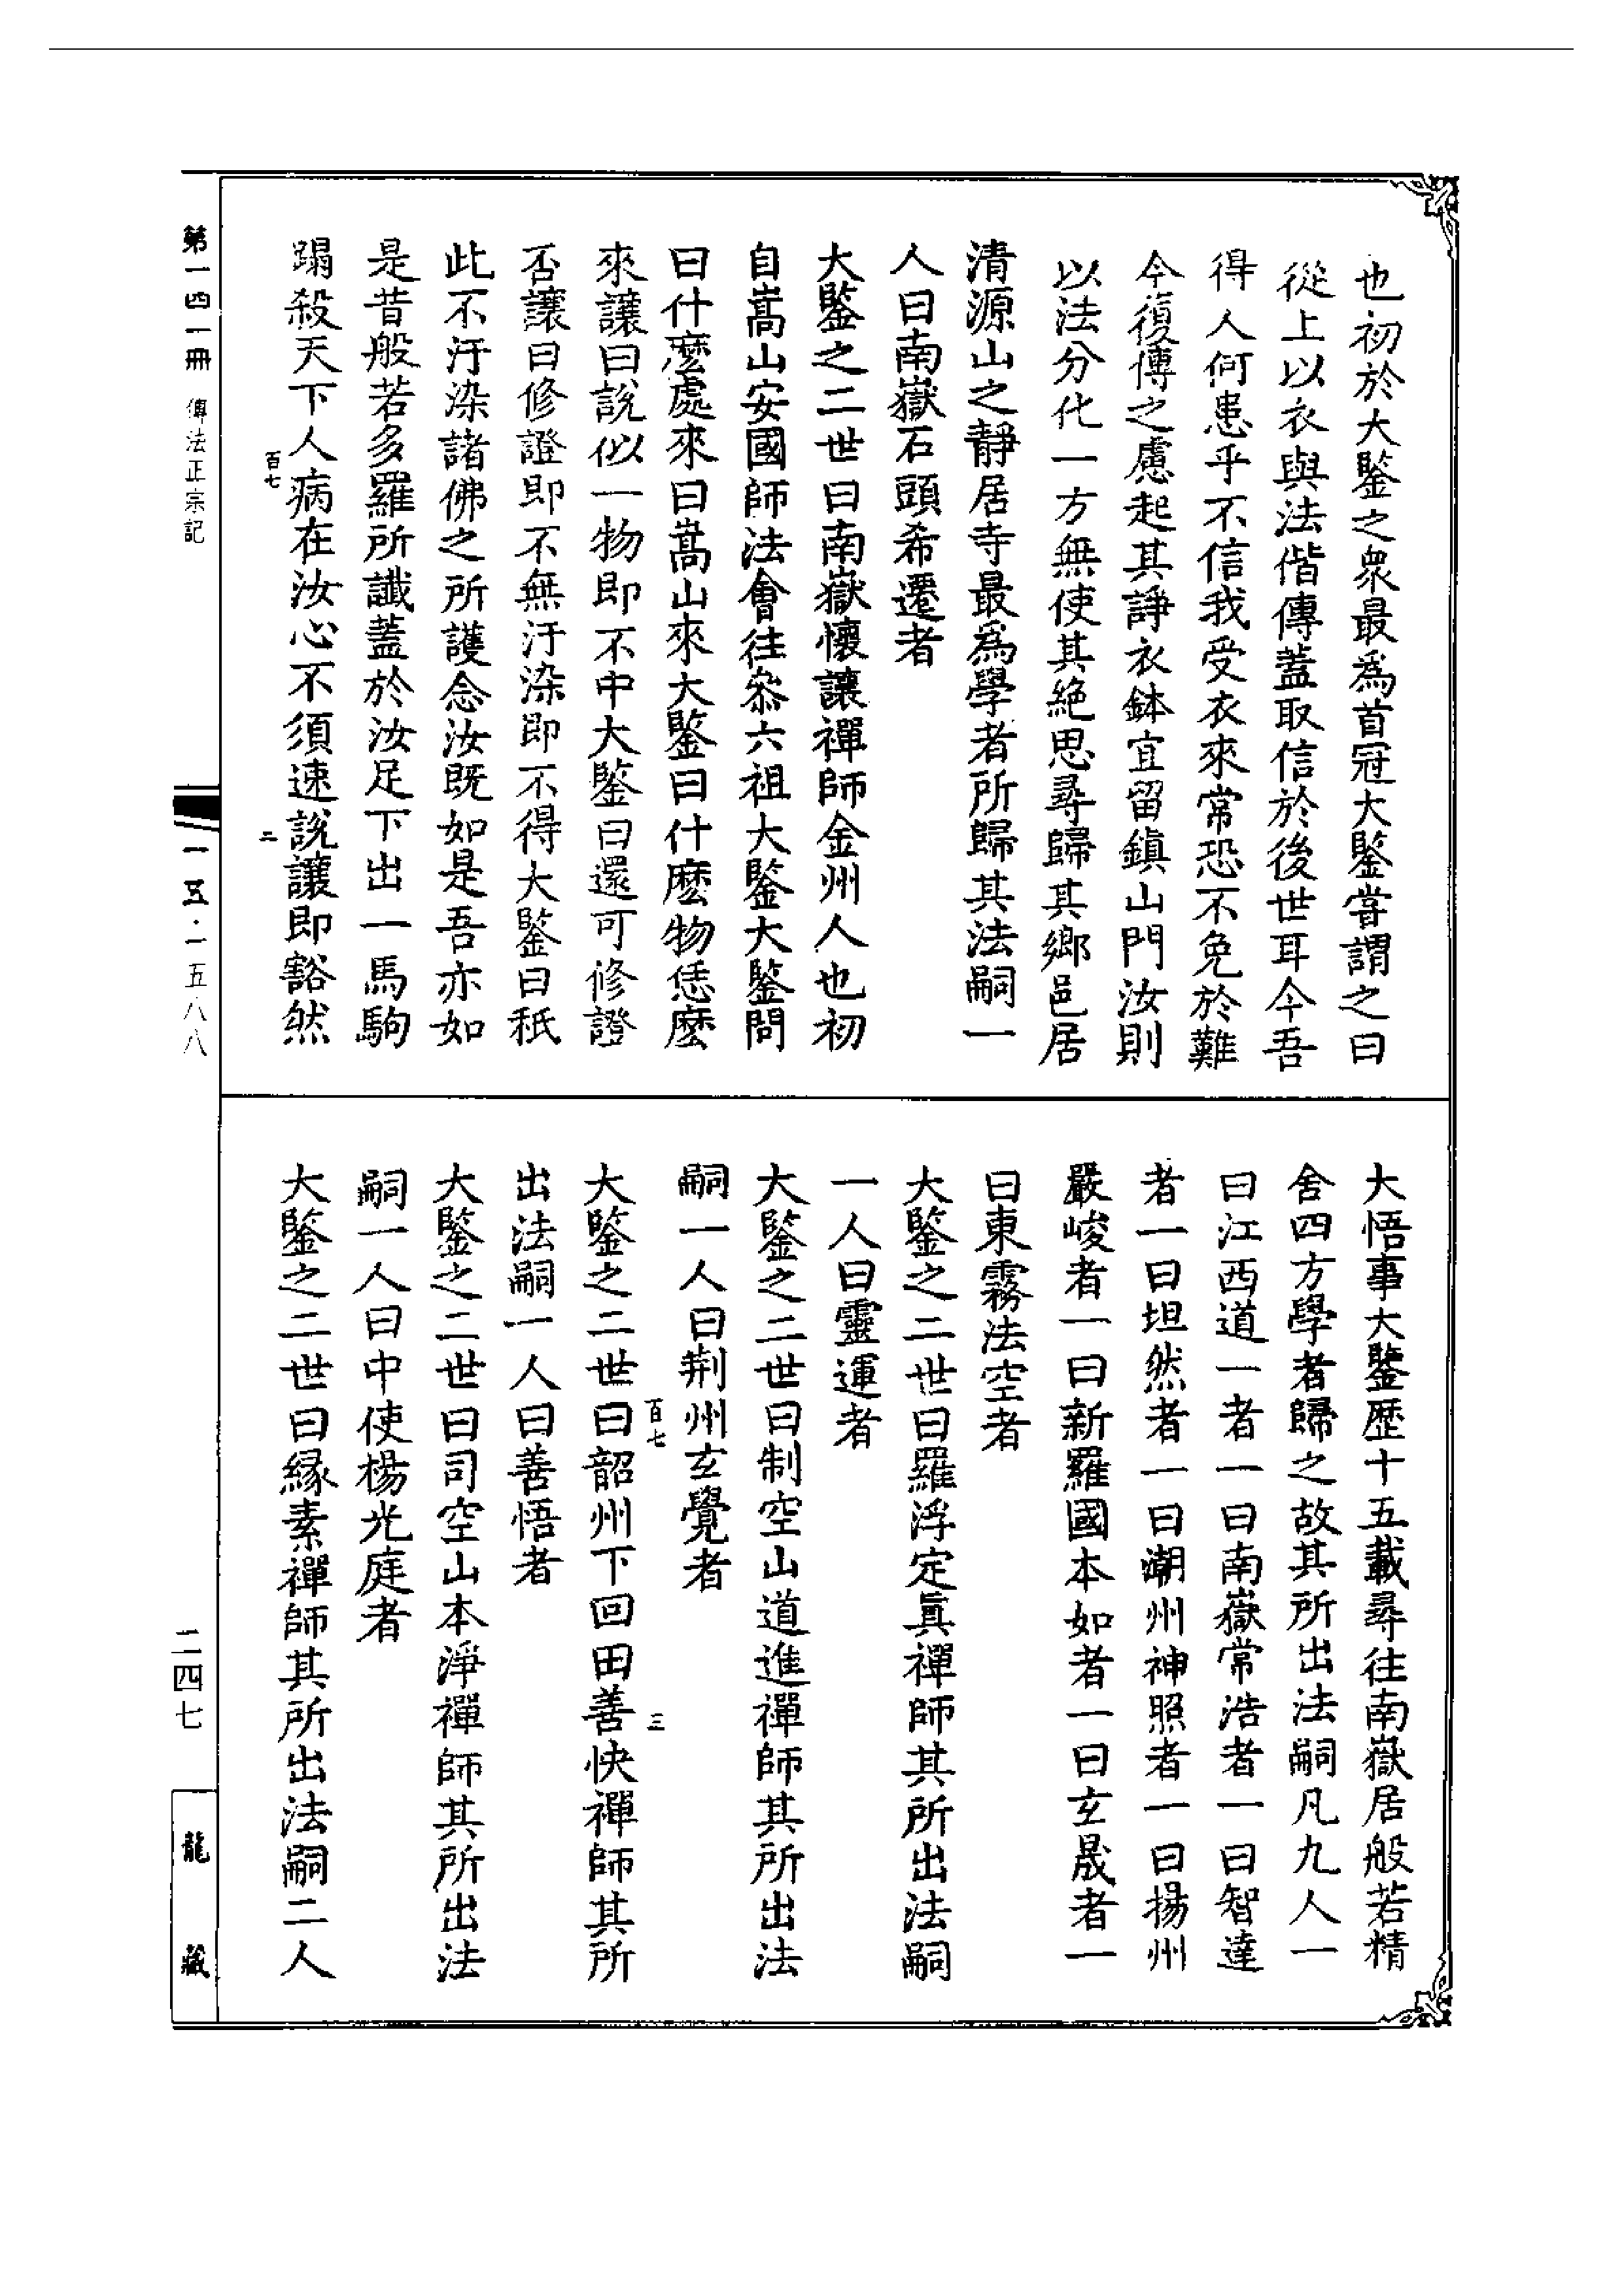 也初於大鑒之衆最爲首冠大鑒甞謂之曰
從上以衣與法偕傳蓋取信於後世耳今吾
得人何患乎不信我受衣來常恐不免於難
今復傳之慮起其諍衣鉢宜留鎮山門汝則
以法分化一方無使其絕思尋歸其鄉邑居
清源山之靜居寺最爲學者所歸其法嗣一
人曰南嶽石頭希遷者
大鑒之二世曰南嶽懷讓禪師金州人也初
自嵩山安國師法會往叅六祖大鑒大鑒問
曰什麽處來曰嵩山來大鑒曰什麽物恁麽
來讓曰說似一物即不中大鑒曰還可修證
否讓曰修證即不無汙染即不得大鑒曰秖
此不汙染諸佛之所護念汝既如是吾亦如
是昔般若多羅所讖蓋於汝足下出一馬駒
蹋殺天下人病在汝心不須速說讓即豁然
百七
二
大悟事大鑒歷十五載尋往南嶽居般若精
舍四方學者歸之故其所出法嗣凡九人一
曰江西道一者一曰南嶽常浩者一曰智達
者一曰坦然者一曰潮州神照者一曰揚州
嚴峻者一曰新羅國本如者一曰玄晟者一
曰東霧法空者
大鑒之二世曰羅浮定眞禪師其所出法嗣
一人曰靈運者
大鑒之二世曰制空山道進禪師其所出法
嗣一人曰荆州玄覺者
百七
三
大鑒之二世曰韶州下回田善快禪師其所
出法嗣一人曰善悟者
大鑒之二世曰司空山本淨禪師其所出法
嗣一人曰中使楊光庭者
大鑒之二世曰緣素禪師其所出法嗣二人
第一四一冊 傳法正宗記
一五·一五八八
二四七
龍藏